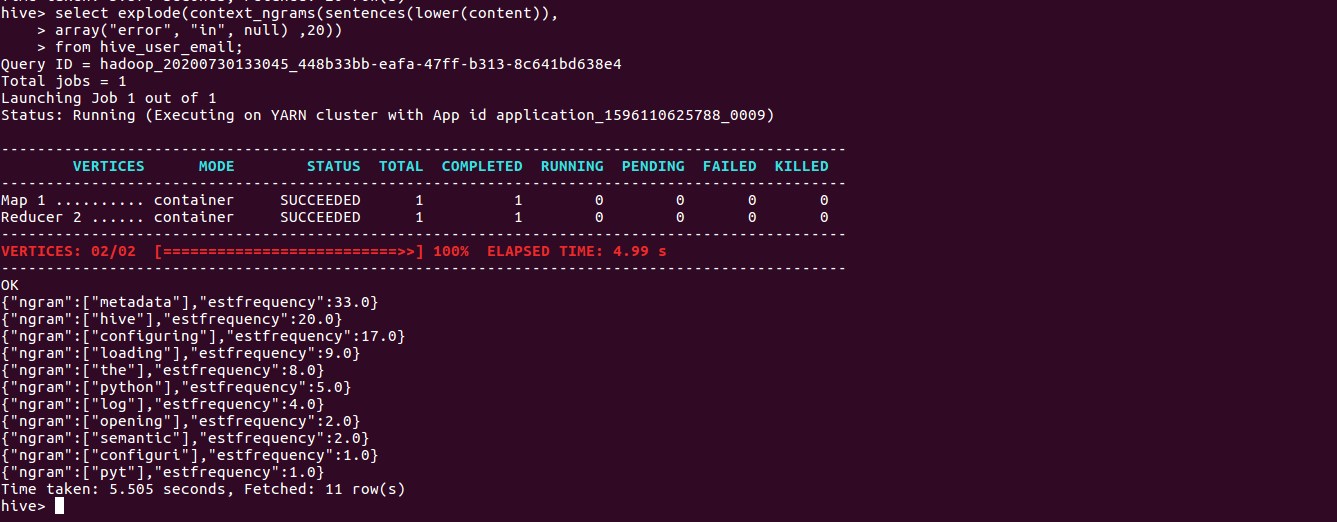 hive> select explode(context_ngrams(sentences(lower(content)),
    > array("error", "in", null) ,20))
    > from hive_user_email;
Query ID = hadoop_20200730133045_448b33bb-eafa-47ff-b313-8c641bd638e4
Total jobs = 1
Launching Job 1 out of 1
Status: Running (Executing on YARN cluster with App id application_1596110625788_0009)
----------------------------------------------------------------------------------------------
VERTICES MODE STATUS TOTAL COMPLETED RUNNING PENDING FAILED KILLED
----------------------------------------------------------------------------------------------
Map 1 .......... container SUCCEEDED 1 1 0 0 0 0
Reducer 2 ...... container SUCCEEDED 1 1 0 0 0 0
----------------------------------------------------------------------------------------------
VERTICES: 02/02 [==========================>>] 100% ELAPSED TIME: 4.99 s
----------------------------------------------------------------------------------------------
OK
{"ngram":["metadata"],"estfrequency":33.0}
{"ngram":["hive"],"estfrequency":20.0}
{"ngram":["configuring"],"estfrequency":17.0}
{"ngram":["loading"],"estfrequency":9.0}
{"ngram":["the"],"estfrequency":8.0}
{"ngram":["python"],"estfrequency":5.0}
{"ngram":["log"],"estfrequency":4.0}
{"ngram":["opening"],"estfrequency":2.0}
{"ngram":["semantic"],"estfrequency":2.0}
{"ngram":["configuri"],"estfrequency":1.0}
{"ngram":["pyt"],"estfrequency":1.0}
Time taken: 5.505 seconds, Fetched: 11 row(s)
hive>